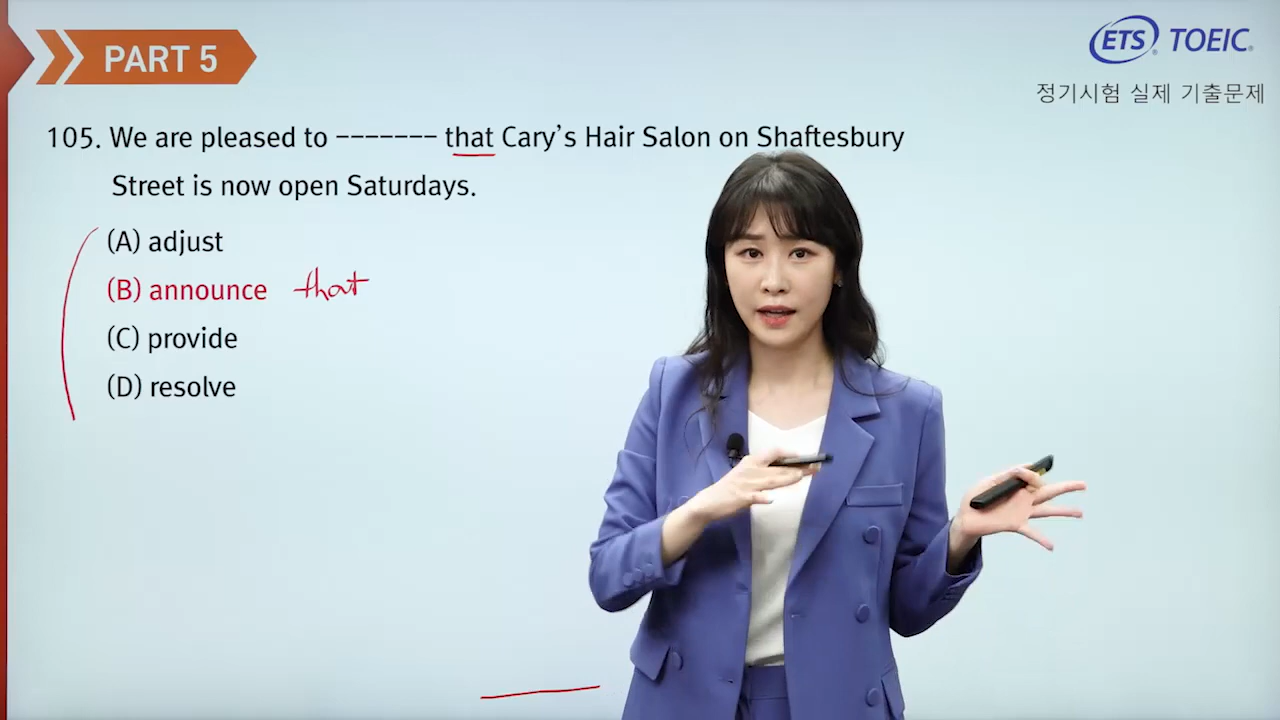 PART 5
ETS® TOEIC®
정기시험 실제 기출문제
105. We are pleased to ------- that Cary’s Hair Salon on Shaftesbury
Street is now open Saturdays.
(A) adjust
(B) announce that
(C) provide
(D) resolve